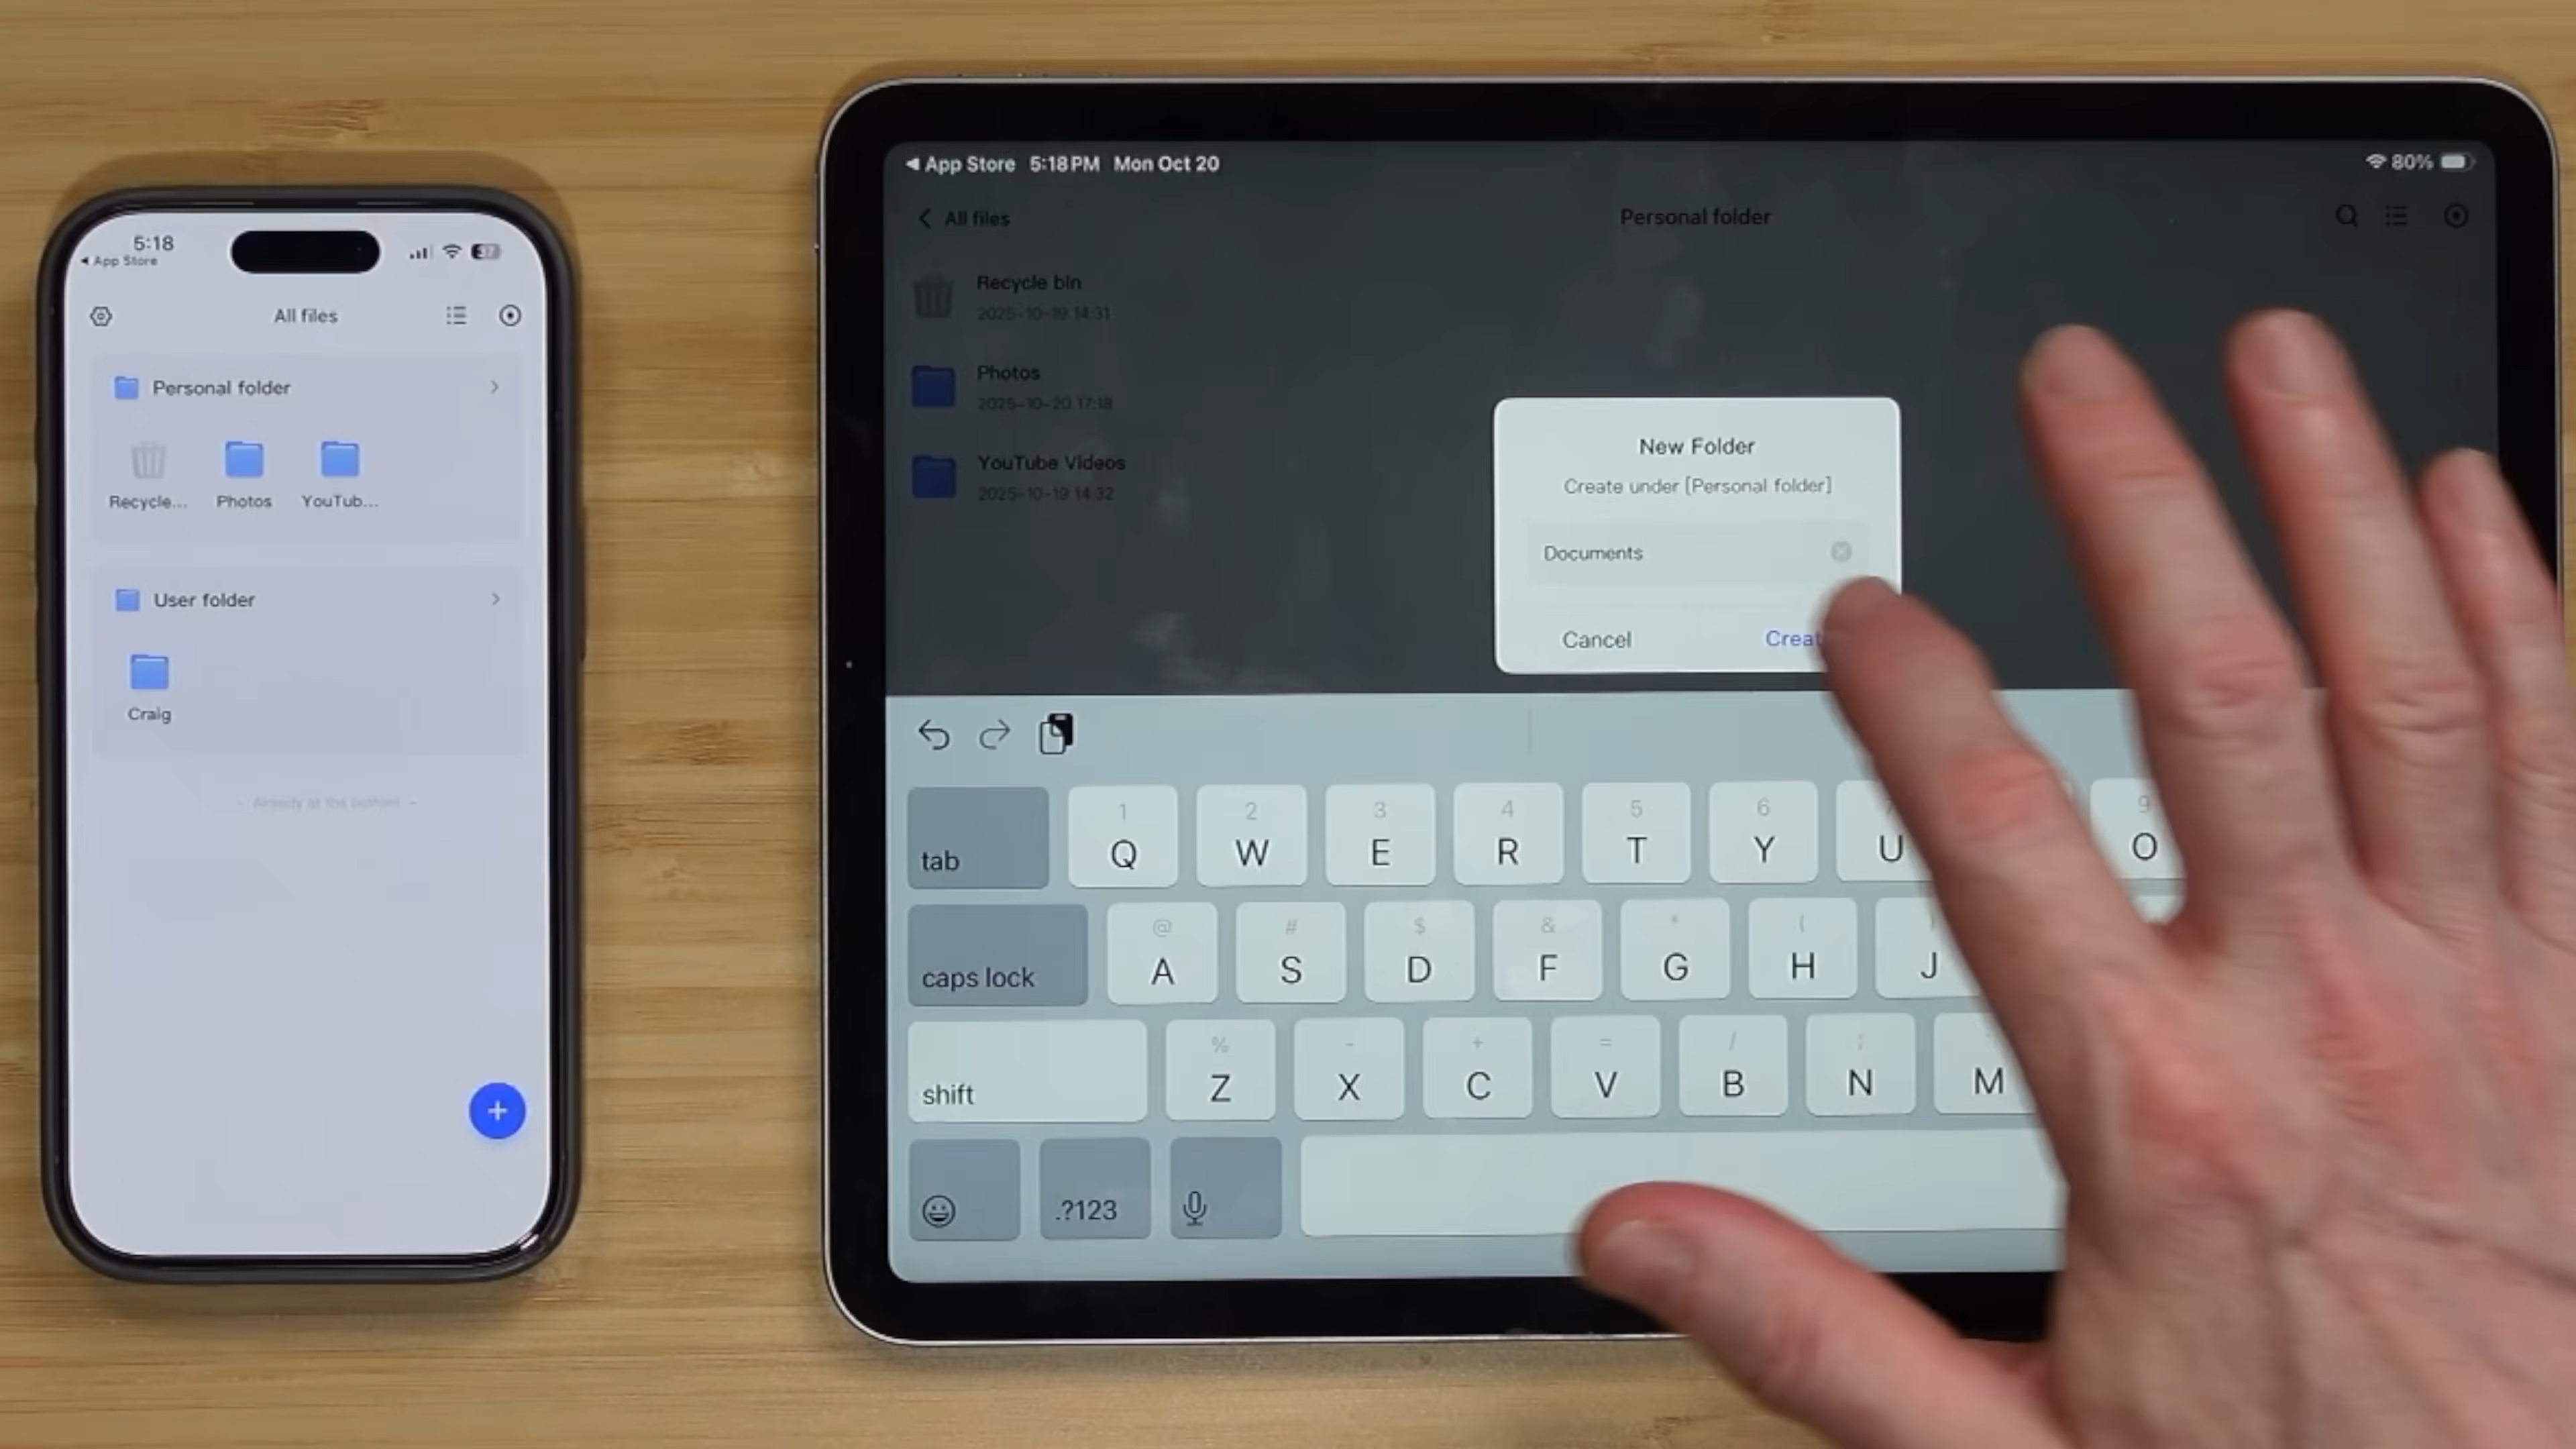 5:18
◀ App Store
All files
Personal folder
Recycle...
Photos
YouTub...
User folder
Craig
- Already at the bottom -
◀ App Store 5:18 PM Mon Oct 20
80%
All files
Personal folder
Recycle bin
2025-10-19 14:31
Photos
2025-10-20 17:18
YouTube Videos
2025-10-19 14:32
New Folder
Create under [Personal folder]
Documents
Cancel
Creat
1 2 3 4 5 6 9
tab Q W E R T Y U O
@ # $ & * (
caps lock A S D F G H J
% - + = / ;
shift Z X C V B N M
.?123